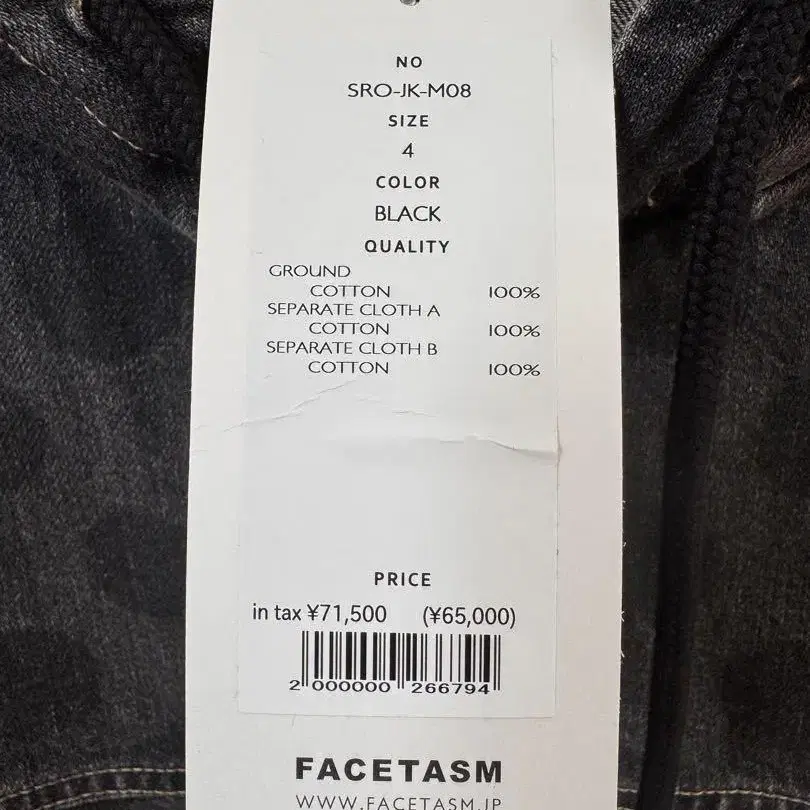 NO
SRO-JK-M08
SIZE
4
COLOR
BLACK
QUALITY
GROUND
COTTON 100%
SEPARATE CLOTH A
COTTON 100%
SEPARATE CLOTH B
COTTON 100%
PRICE
in tax ¥71,500 (¥65,000)
2 000000 266794
FACETASM
WWW.FACETASM.JP